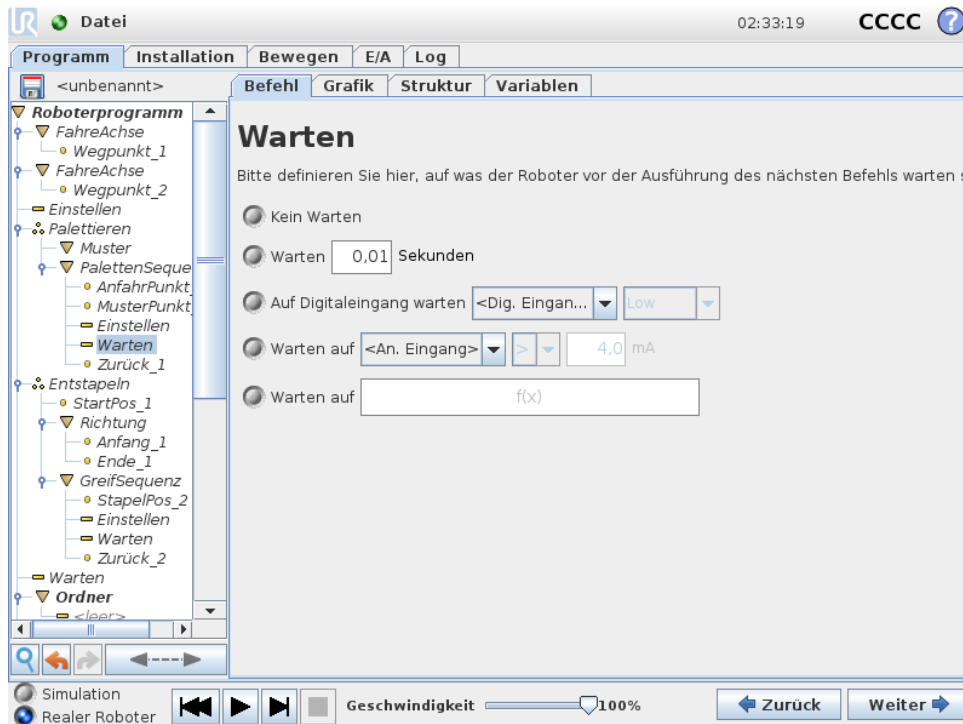 UR Datei 02:33:19 CCCC ?
Programm Installation Bewegen E/A Log
<unbenannt>
Befehl Grafik Struktur Variablen
Roboterprogramm
FahreAchse
Wegpunkt_1
FahreAchse
Wegpunkt_2
Einstellen
Palettieren
Muster
PalettenSeque
AnfahrPunkt_
MusterPunkt_
Einstellen
Warten
Zurück_1
Entstapeln
StartPos_1
Richtung
Anfang_1
Ende_1
GreifSequenz
StapelPos_2
Einstellen
Warten
Zurück_2
Warten
Ordner
<leer>
Warten
Bitte definieren Sie hier, auf was der Roboter vor der Ausführung des nächsten Befehls warten s
Kein Warten
Warten 0,01 Sekunden
Auf Digitaleingang warten <Dig. Eingan... Low
Warten auf <An. Eingang> > 4,0 mA
Warten auf f(x)
Simulation
Realer Roboter
Geschwindigkeit 100%
Zurück Weiter